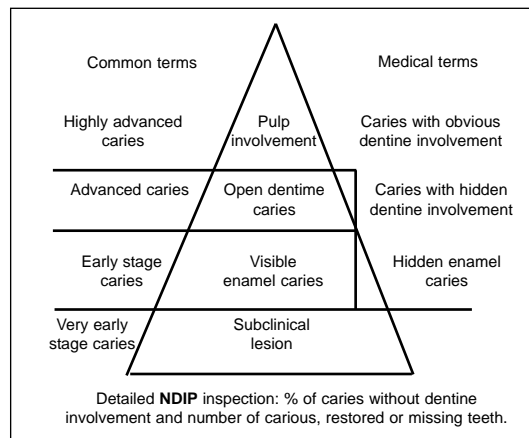 Common terms
Medical terms
Highly advanced
caries
Pulp
involvement
Caries with obvious
dentine involvement
Advanced caries
Open dentime
caries
Caries with hidden
dentine involvement
Early stage
caries
Visible
enamel caries
Hidden enamel
caries
Very early
stage caries
Subclinical
lesion
Detailed NDIP inspection: % of caries without dentine
involvement and number of carious, restored or missing teeth.